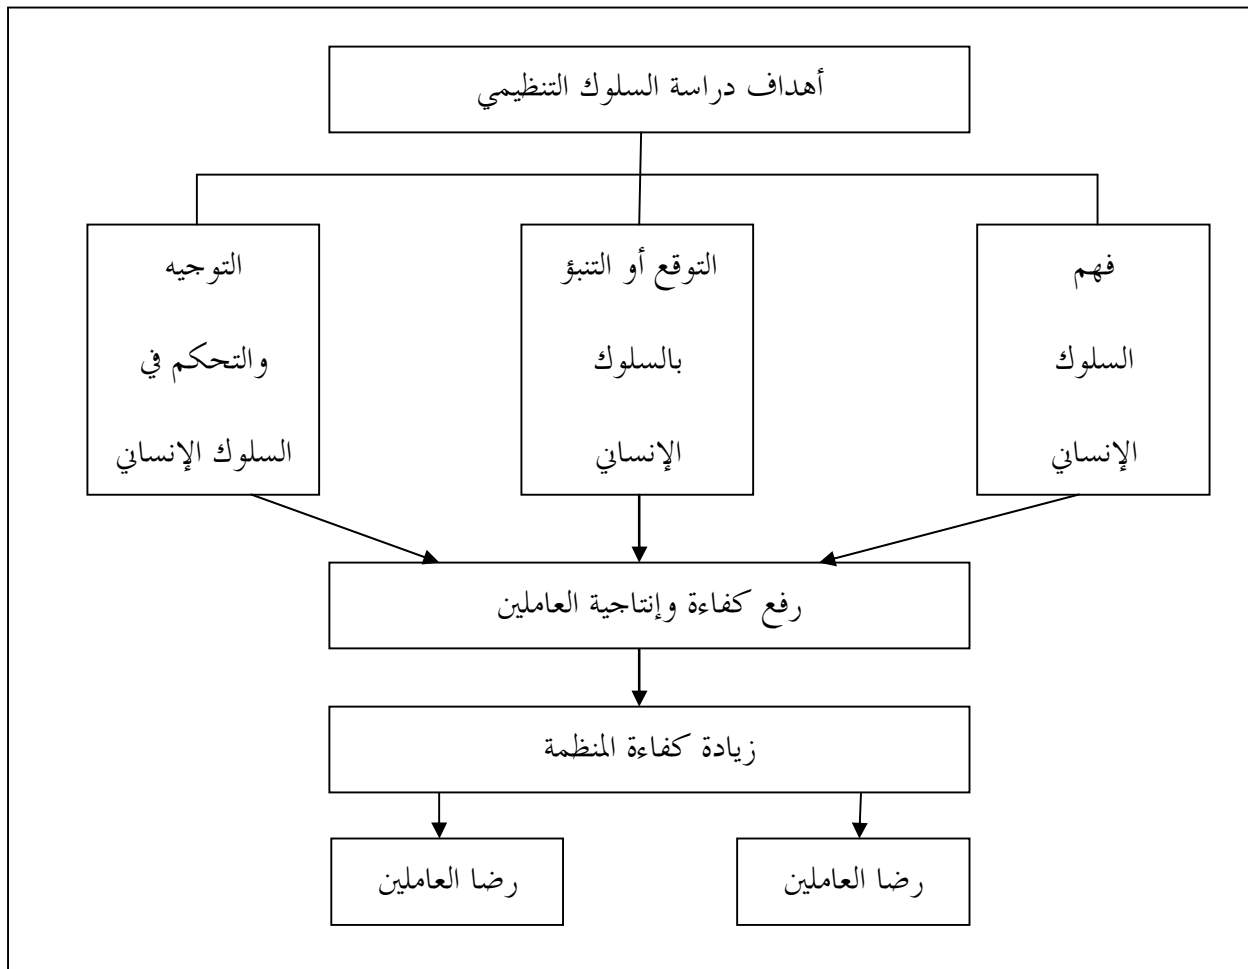 أهداف دراسة السلوك التنظيمي
فهم
السلوك
الإنساني
التوقع أو التنبؤ
بالسلوك
الإنساني
التوجيه
والتحكم في
السلوك الإنساني
رفع كفاءة وإنتاجية العاملين
زيادة كفاءة المنظمة
رضا العاملين
رضا العاملين